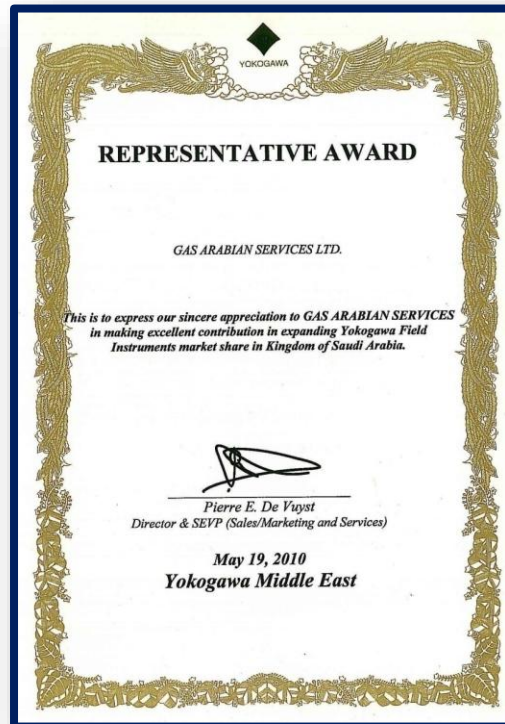 YOKOGAWA
REPRESENTATIVE AWARD
GAS ARABIAN SERVICES LTD.
This is to express our sincere appreciation to GAS ARABIAN SERVICES
in making excellent contribution in expanding Yokogawa Field
Instruments market share in Kingdom of Saudi Arabia.
Pierre E. De Vuyst
Director & SEVP (Sales/Marketing and Services)
May 19, 2010
Yokogawa Middle East